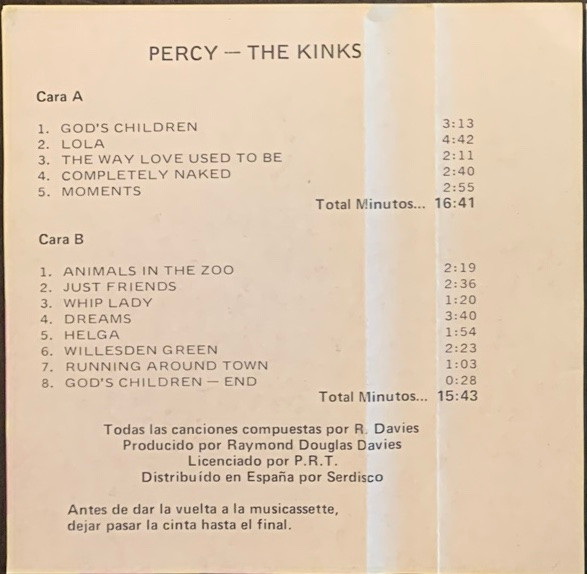 PERCY — THE KINKS
Cara A
1. GOD'S CHILDREN 3:13
2. LOLA 4:42
3. THE WAY LOVE USED TO BE 2:11
4. COMPLETELY NAKED 2:40
5. MOMENTS 2:55
Total Minutos... 16:41
Cara B
1. ANIMALS IN THE ZOO 2:19
2. JUST FRIENDS 2:36
3. WHIP LADY 1:20
4. DREAMS 3:40
5. HELGA 1:54
6. WILLESDEN GREEN 2:23
7. RUNNING AROUND TOWN 1:03
8. GOD'S CHILDREN — END 0:28
Total Minutos... 15:43
Todas las canciones compuestas por R. Davies
Producido por Raymond Douglas Davies
Licenciado por P.R.T.
Distribuído en España por Serdisco
Antes de dar la vuelta a la musicassette,
dejar pasar la cinta hasta el final.